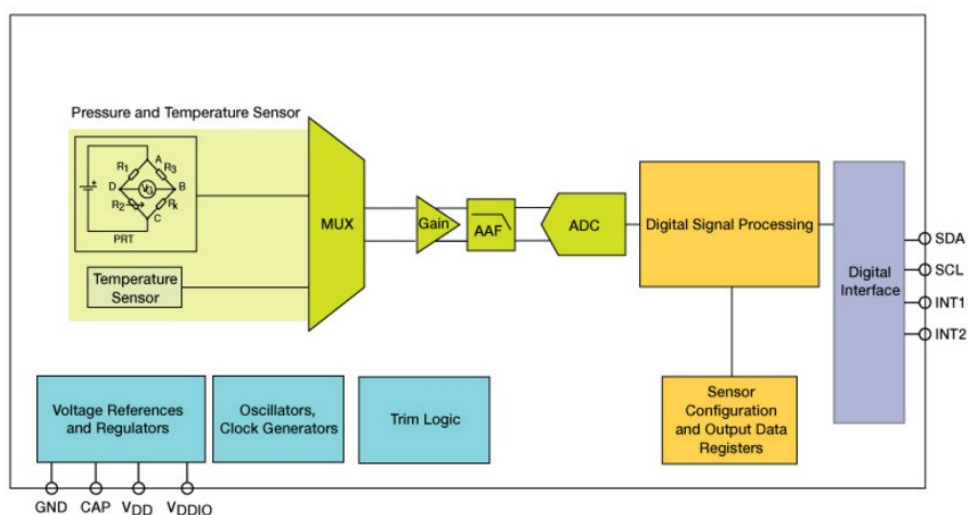 Pressure and Temperature Sensor
A
R1
R3
D
VG
B
R2
C
Rk
PRT
Temperature
Sensor
MUX
Gain
AAF
ADC
Digital Signal Processing
Digital
Interface
SDA
SCL
INT1
INT2
Voltage References
and Regulators
Oscillators,
Clock Generators
Trim Logic
Sensor
Configuration
and Output Data
Registers
GND
CAP
VDD
VDDIO